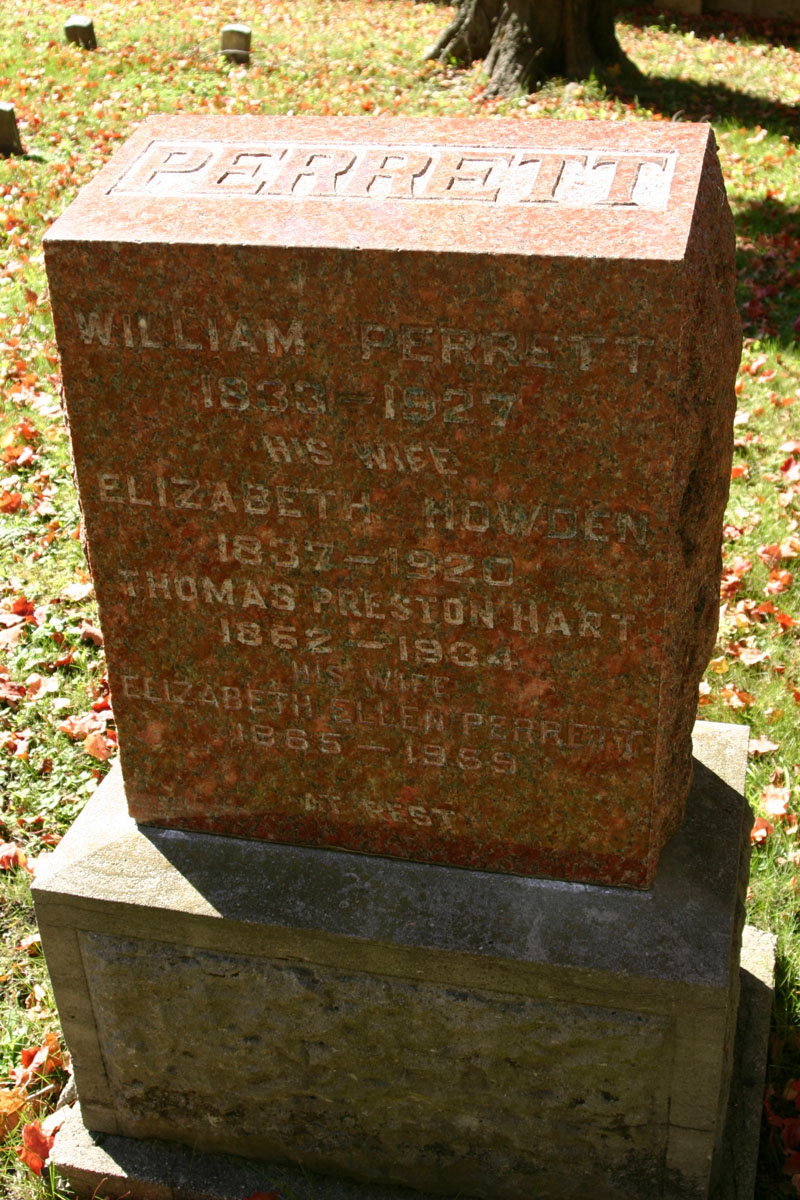 PERRETT
WILLIAM PERRETT
1833 – 1927
HIS WIFE
ELIZABETH HOWDEN
1837 – 1920
THOMAS PRESTON HART
1862 – 1934
HIS WIFE
ELIZABETH ELLEN PERRETT
1865 – 1959
AT REST